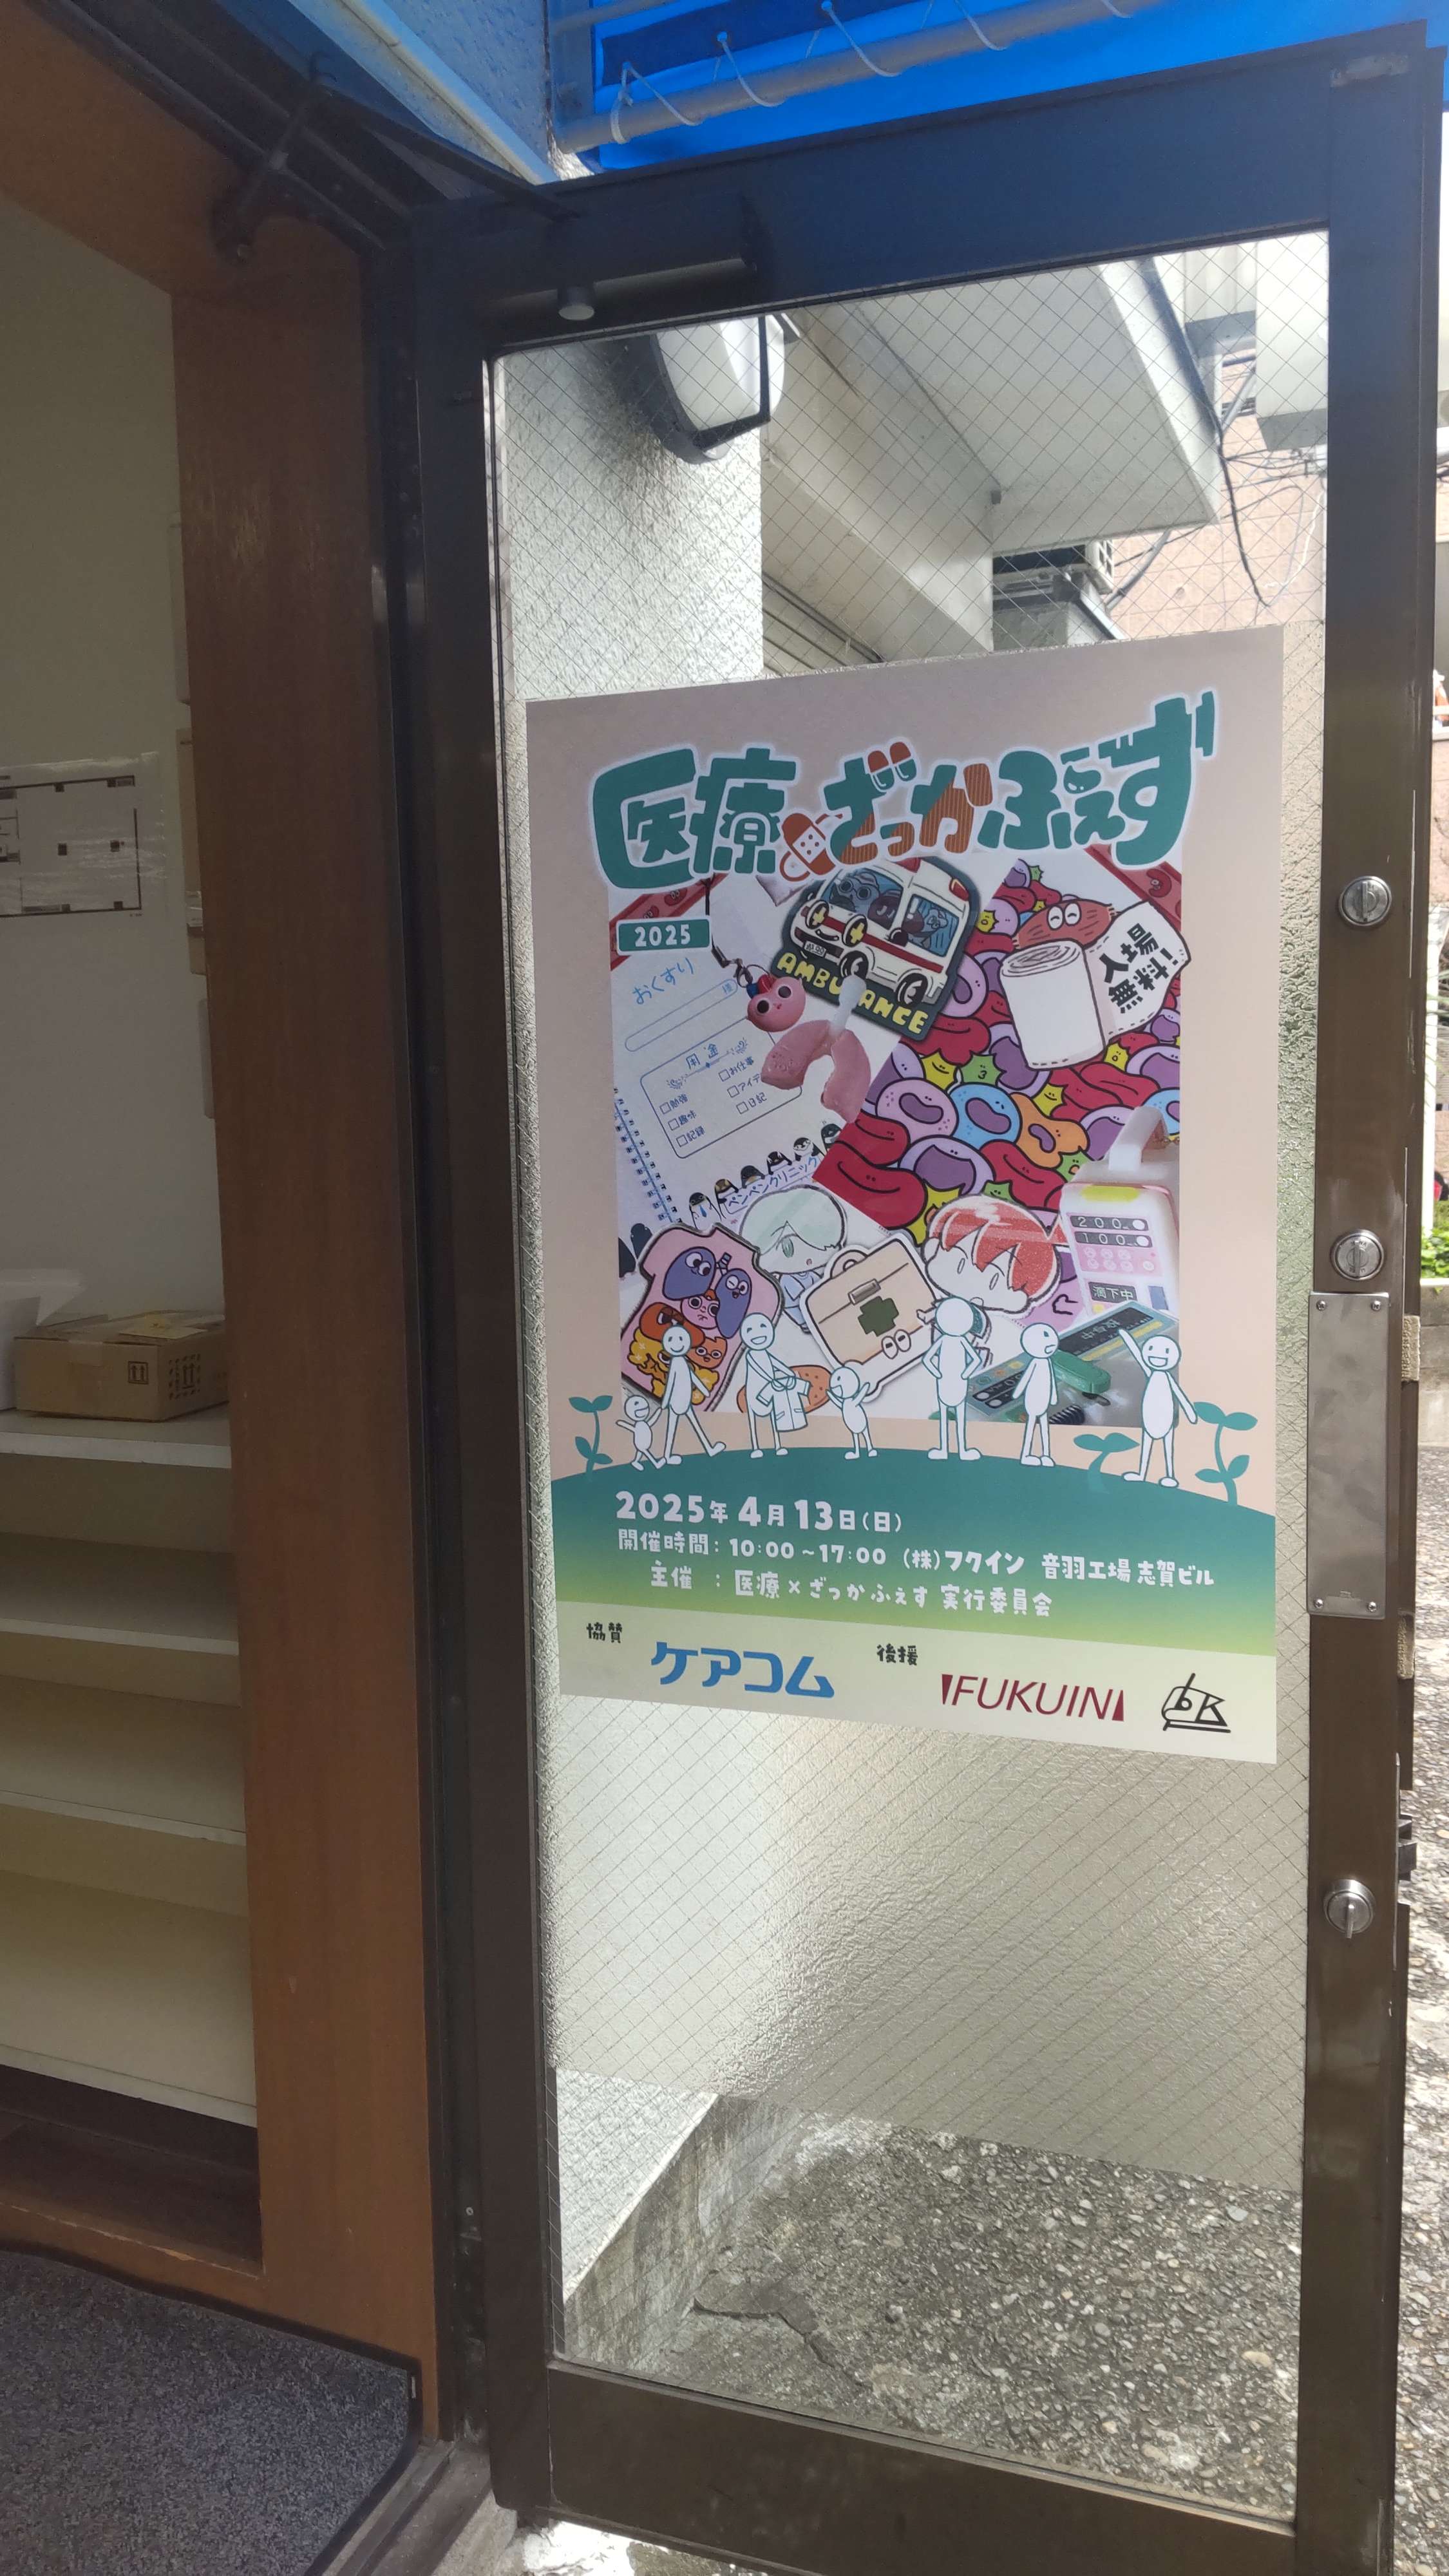 医療×ざっかふぇす
2025
AMBULANCE
入場
無料!
おくすり
様
用途
□勉強
□お仕事
□趣味
□アイデ
□記録
□日記
ペンペンクリニック
200
100
滴下中
2025年4月13日(日)
開催時間:10:00~17:00 (株)フクイン 音羽工場 志賀ビル
主催 :医療×ざっかふぇす 実行委員会
協賛 ケアコム 後援 FUKUIN